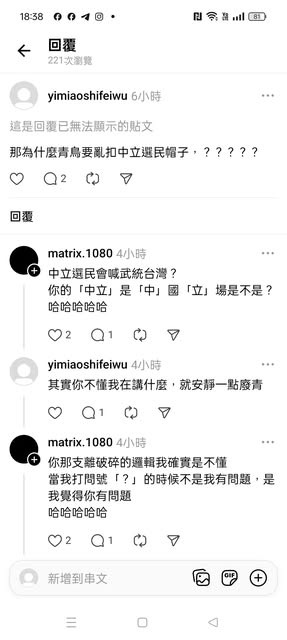 18:38
81
回覆
221次瀏覽
yimiaoshifeiwu 6小時
這是回覆已無法顯示的貼文
那為什麼青鳥要亂扣中立選民帽子，？？？？？
2
回覆
matrix.1080 4小時
中立選民會喊武統台灣？
你的「中立」是「中」國「立」場是不是？
哈哈哈哈哈
2 1
yimiaoshifeiwu 4小時
其實你不懂我在講什麼，就安靜一點廢青
1
matrix.1080 4小時
你那支離破碎的邏輯我確實是不懂
當我打問號「？」的時候不是我有問題，是
我覺得你有問題
哈哈哈哈哈
2 1
新增到串文
GIF